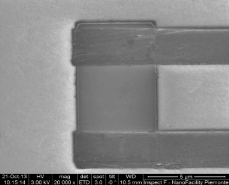 21-Oct-13 HV mag det spot tilt WD 5 µm
10:15:14 3.00 kV 20 000 x ETD 3.0 -0 ° 10.5 mm Inspect F - NanoFacility Piemonte